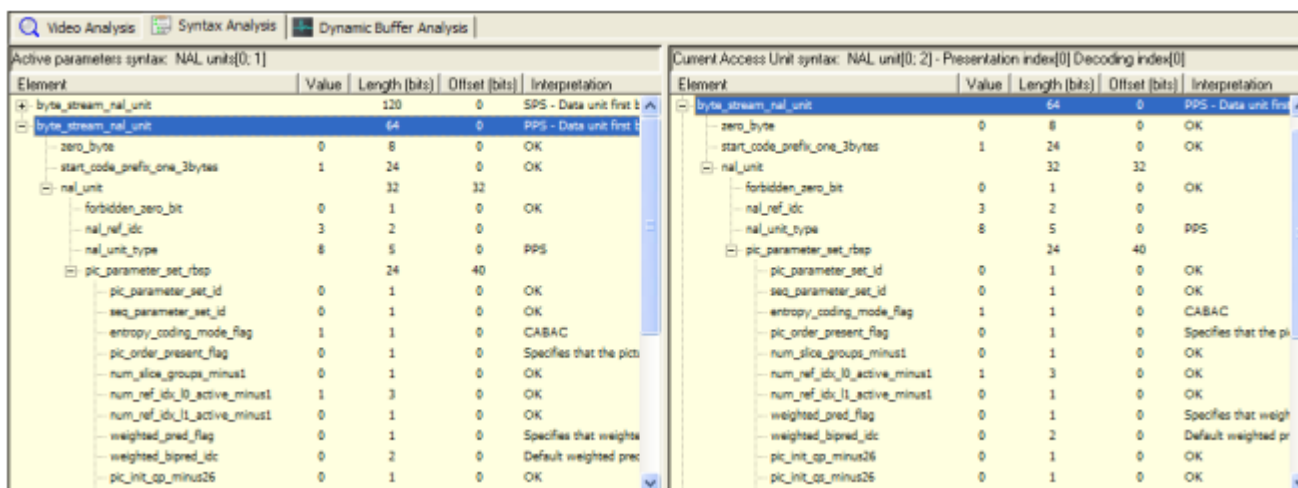 Video Analysis Syntax Analysis Dynamic Buffer Analysis
Active parameters syntax: NAL units[0; 1]
Element Value Length (bits) Offset (bits) Interpretation
byte_stream_nal_unit 120 0 SPS - Data unit first b
byte_stream_nal_unit 64 0 PPS - Data unit first b
zero_byte 0 8 0 OK
start_code_prefix_one_3bytes 1 24 0 OK
nal_unit 32 32
forbidden_zero_bit 0 1 0 OK
nal_ref_idc 3 2 0
nal_unit_type 8 5 0 PPS
pic_parameter_set_rbsp 24 40
pic_parameter_set_id 0 1 0 OK
seq_parameter_set_id 0 1 0 OK
entropy_coding_mode_flag 1 1 0 CABAC
pic_order_present_flag 0 1 0 Specifies that the pict
num_slice_groups_minus1 0 1 0 OK
num_ref_idx_l0_active_minus1 1 3 0 OK
num_ref_idx_l1_active_minus1 0 1 0 OK
weighted_pred_flag 0 1 0 Specifies that weighte
weighted_bipred_idc 0 2 0 Default weighted pred
pic_init_qp_minus26 0 1 0 OK
Current Access Unit syntax: NAL unit[0; 2] - Presentation index[0] Decoding index[0]
Element Value Length (bits) Offset (bits) Interpretation
byte_stream_nal_unit 64 0 PPS - Data unit first
zero_byte 0 8 0 OK
start_code_prefix_one_3bytes 1 24 0 OK
nal_unit 32 32
forbidden_zero_bit 0 1 0 OK
nal_ref_idc 3 2 0
nal_unit_type 8 5 0 PPS
pic_parameter_set_rbsp 24 40
pic_parameter_set_id 0 1 0 OK
seq_parameter_set_id 0 1 0 OK
entropy_coding_mode_flag 1 1 0 CABAC
pic_order_present_flag 0 1 0 Specifies that the pi
num_slice_groups_minus1 0 1 0 OK
num_ref_idx_l0_active_minus1 1 3 0 OK
num_ref_idx_l1_active_minus1 0 1 0 OK
weighted_pred_flag 0 1 0 Specifies that weigh
weighted_bipred_idc 0 2 0 Default weighted pr
pic_init_qp_minus26 0 1 0 OK
pic_init_qs_minus26 0 1 0 OK